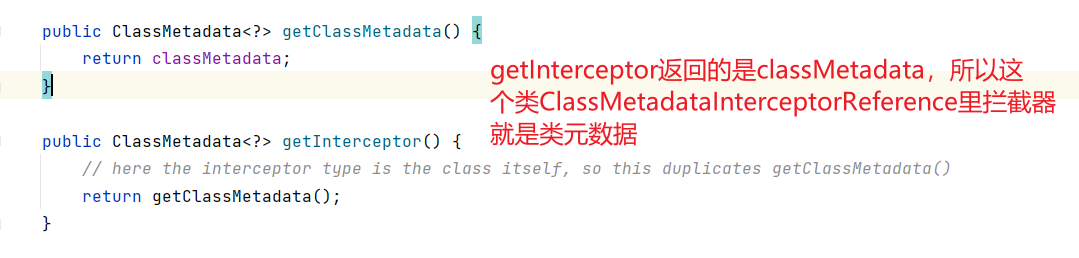 public ClassMetadata<?> getClassMetadata() {
return classMetadata;
}
getInterceptor返回的是classMetadata，所以这
个类ClassMetadataInterceptorReference里拦截器
就是类元数据
public ClassMetadata<?> getInterceptor() {
// here the interceptor type is the class itself, so this duplicates getClassMetadata()
return getClassMetadata();
}